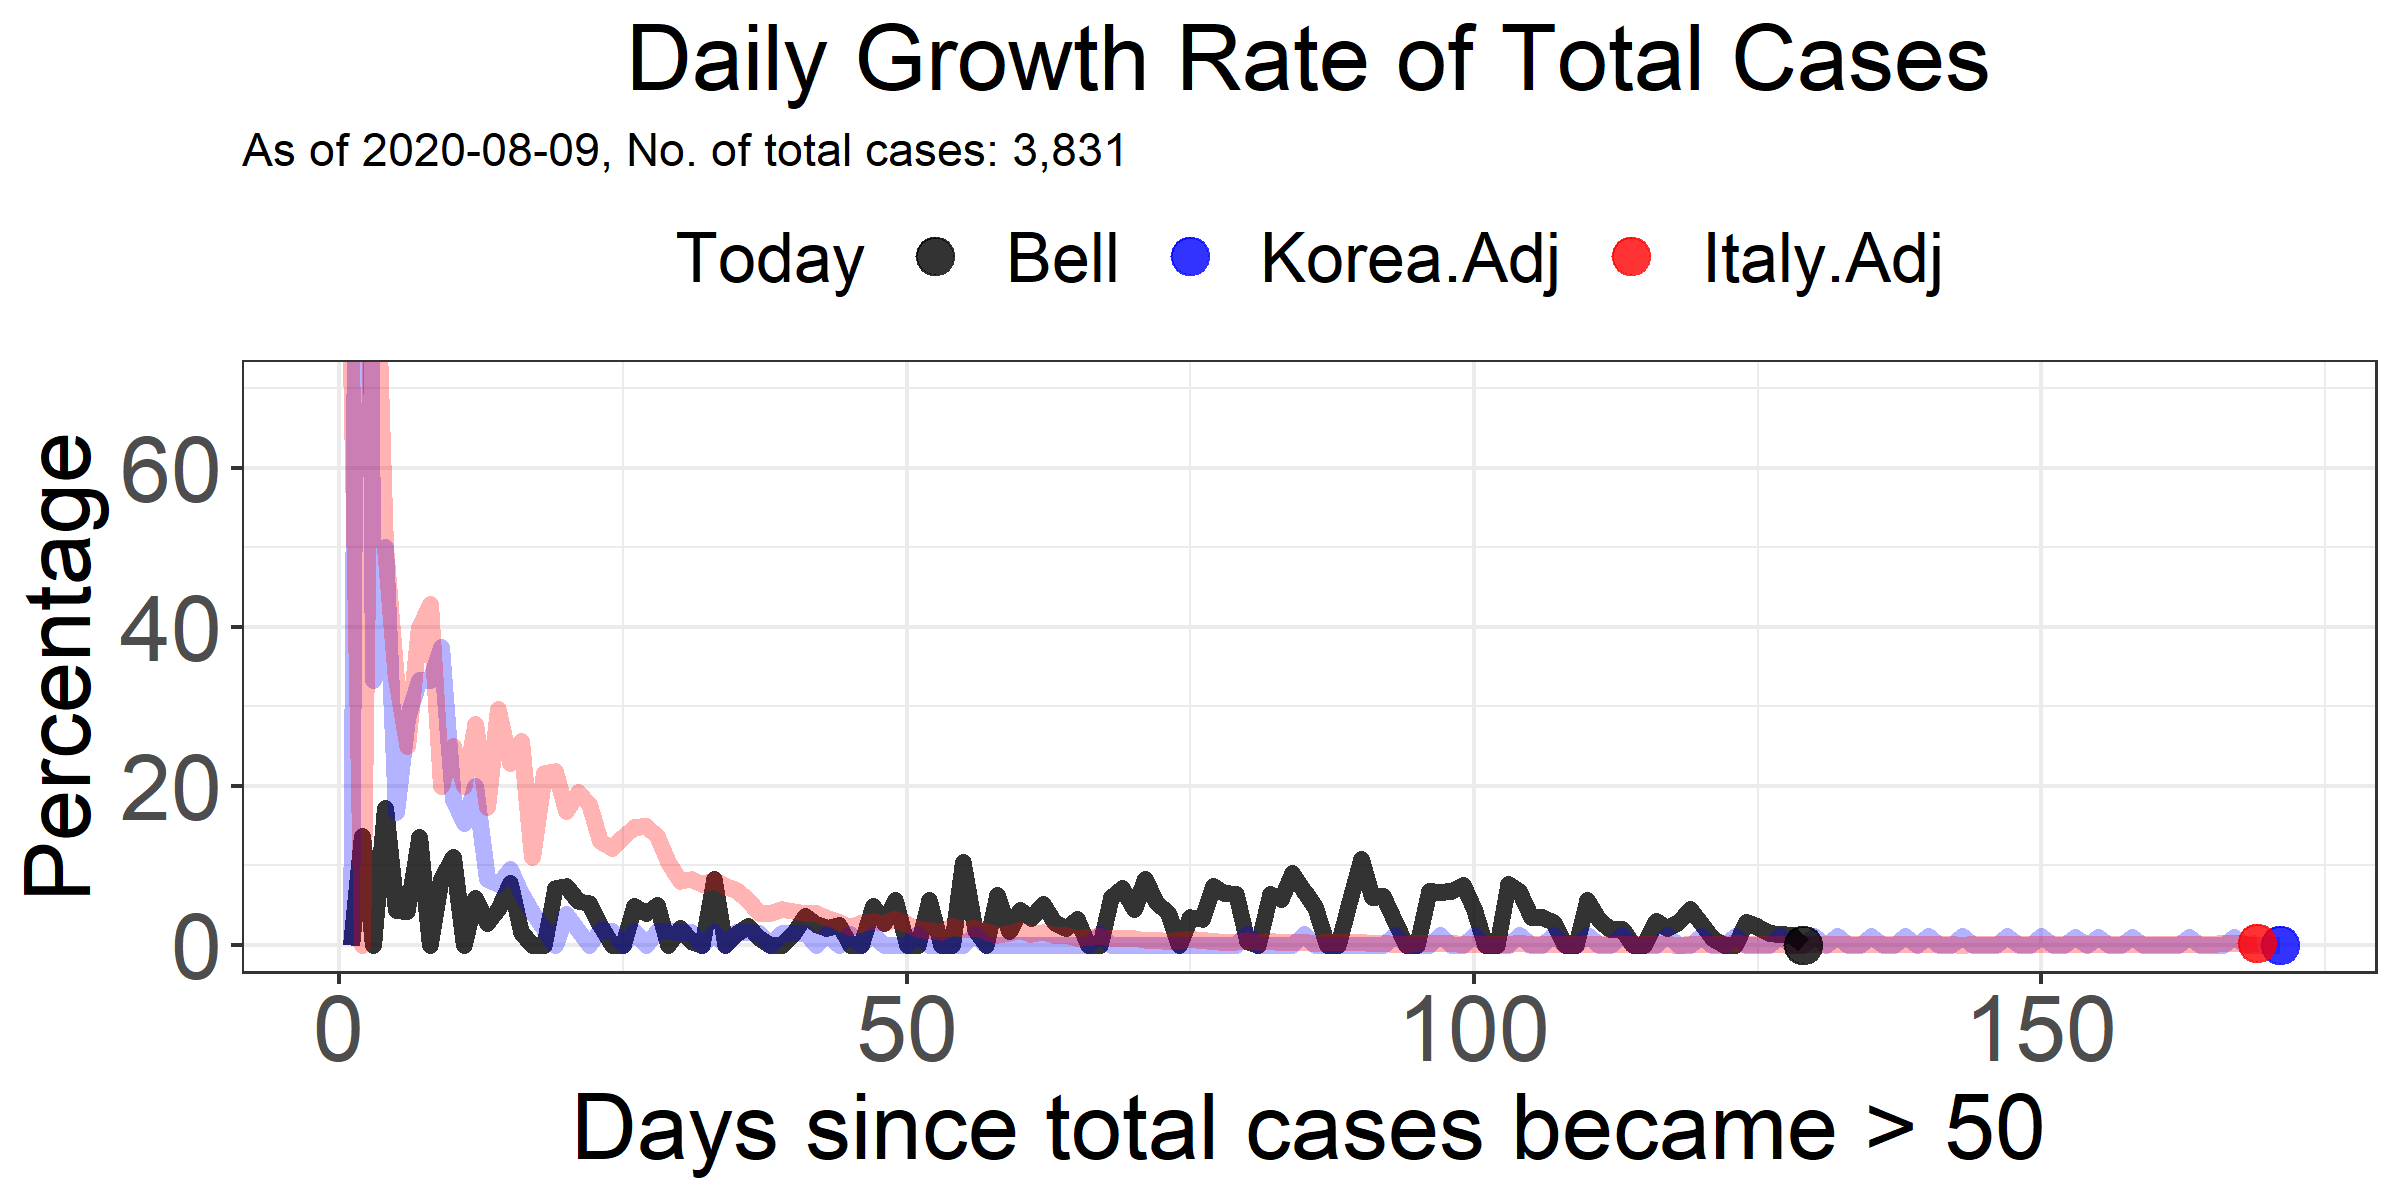 Daily Growth Rate of Total Cases
As of 2020-08-09, No. of total cases: 3,831
Today Bell Korea.Adj Italy.Adj
Percentage
60
40
20
0
0 50 100 150
Days since total cases became > 50